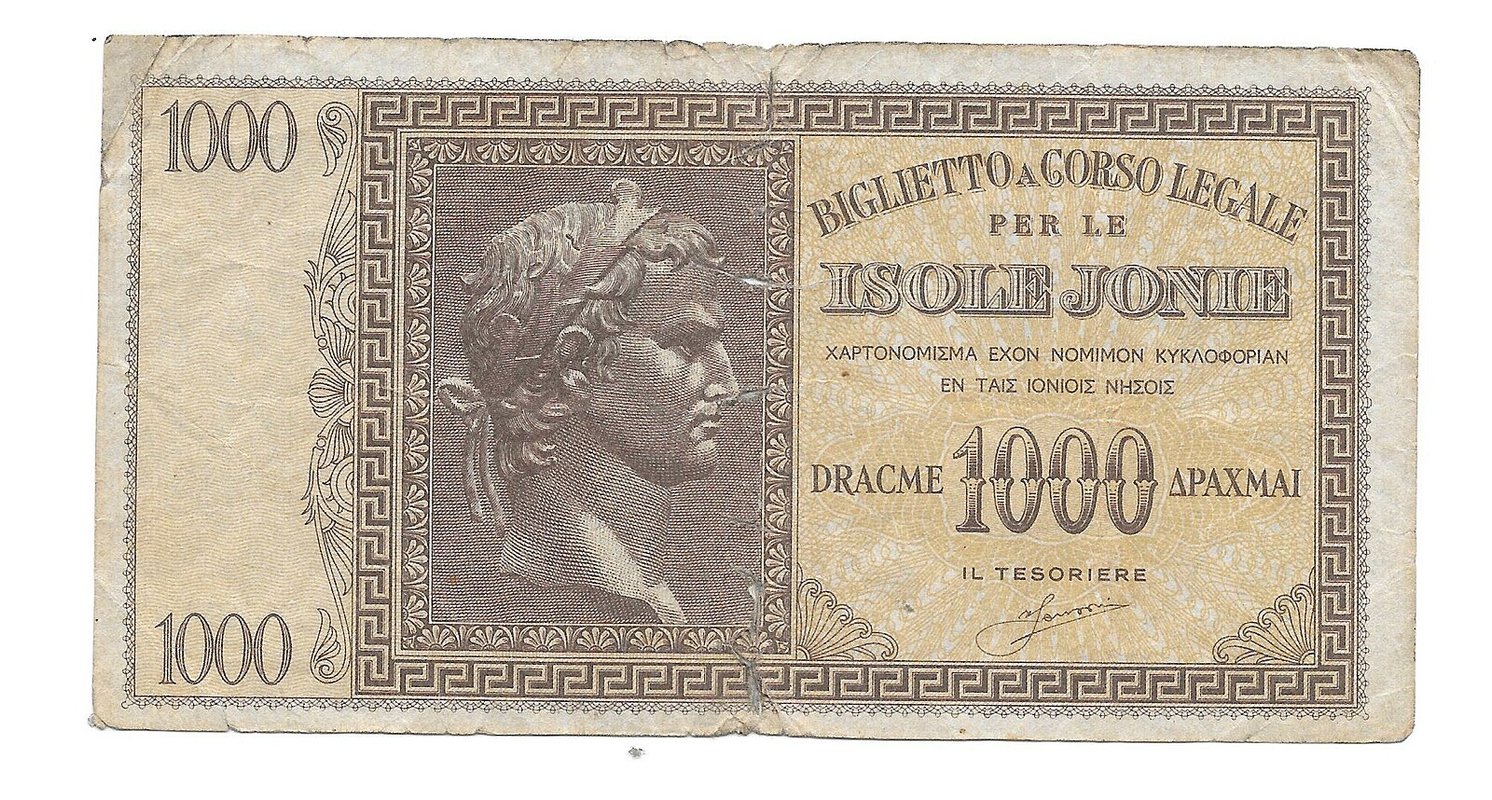 1000
1000
BIGLIETTO A CORSO LEGALE
PER LE
ISOLE JONIE
ΧΑΡΤΟΝΟΜΙΣΜΑ ΕΧΟΝ ΝΟΜΙΜΟΝ ΚΥΚΛΟΦΟΡΙΑΝ
ΕΝ ΤΑΙΣ ΙΟΝΙΟΙΣ ΝΗΣΟΙΣ
DRACME 1000 ΔΡΑΧΜΑΙ
IL TESORIERE